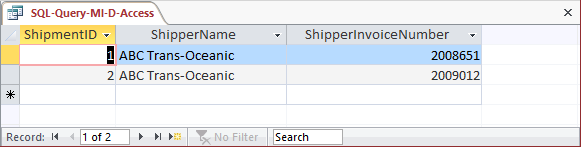 SQL-Query-MI-D-Access
ShipmentID ShipperName ShipperInvoiceNumber
1 ABC Trans-Oceanic 2008651
2 ABC Trans-Oceanic 2009012
Record: 1 of 2 No Filter Search